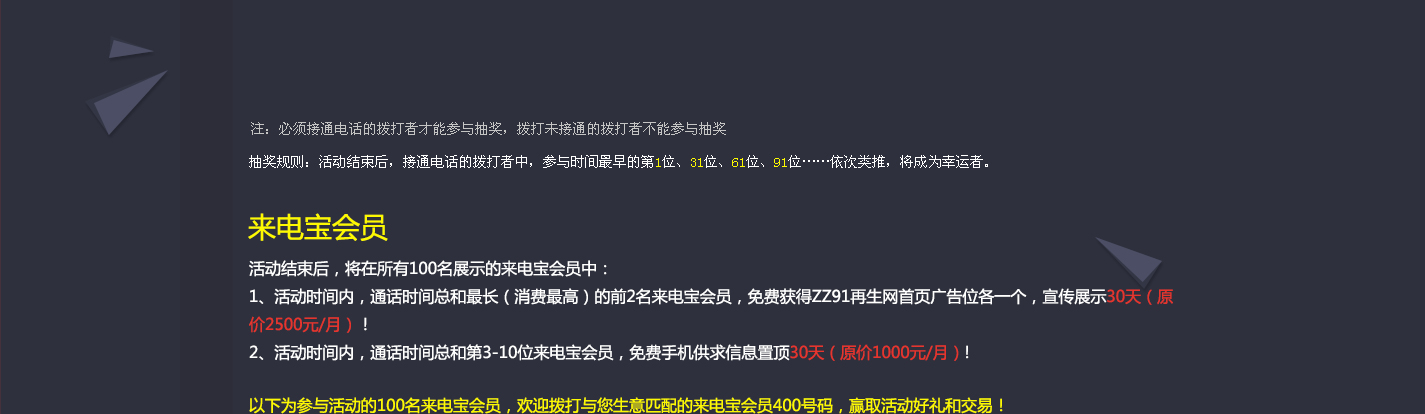 注：必须接通电话的拨打者才能参与抽奖，拨打未接通的拨打者不能参与抽奖
抽奖规则：活动结束后，接通电话的拨打者中，参与时间最早的第1位、31位、61位、91位……依次类推，将成为幸运者。
来电宝会员
活动结束后，将在所有100名展示的来电宝会员中：
1、活动时间内，通话时间总和最长（消费最高）的前2名来电宝会员，免费获得ZZ91再生网首页广告位各一个，宣传展示30天（原
价2500元/月）！
2、活动时间内，通话时间总和第3-10位来电宝会员，免费手机供求信息置顶30天（原价1000元/月）!
以下为参与活动的100名来电宝会员，欢迎拨打与您生意匹配的来电宝会员400号码，赢取活动好礼和交易！